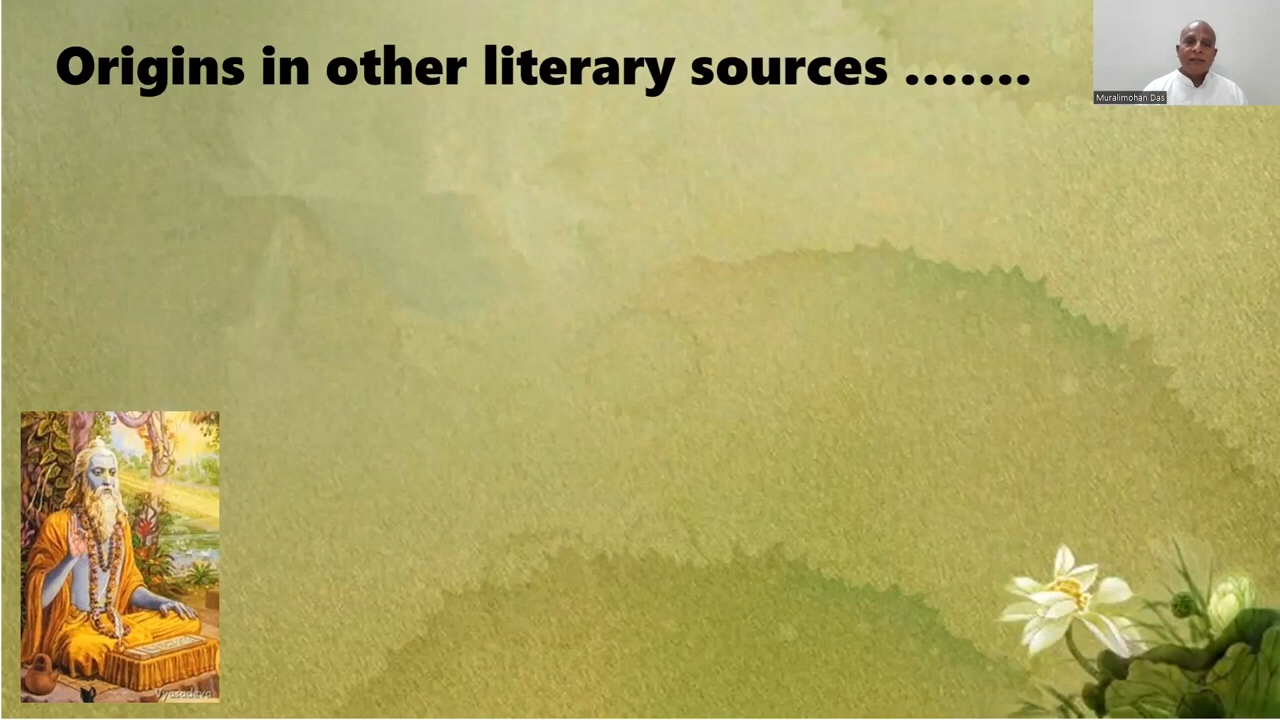 Origins in other literary sources .......
Muralimohan Das
Vyasadeva